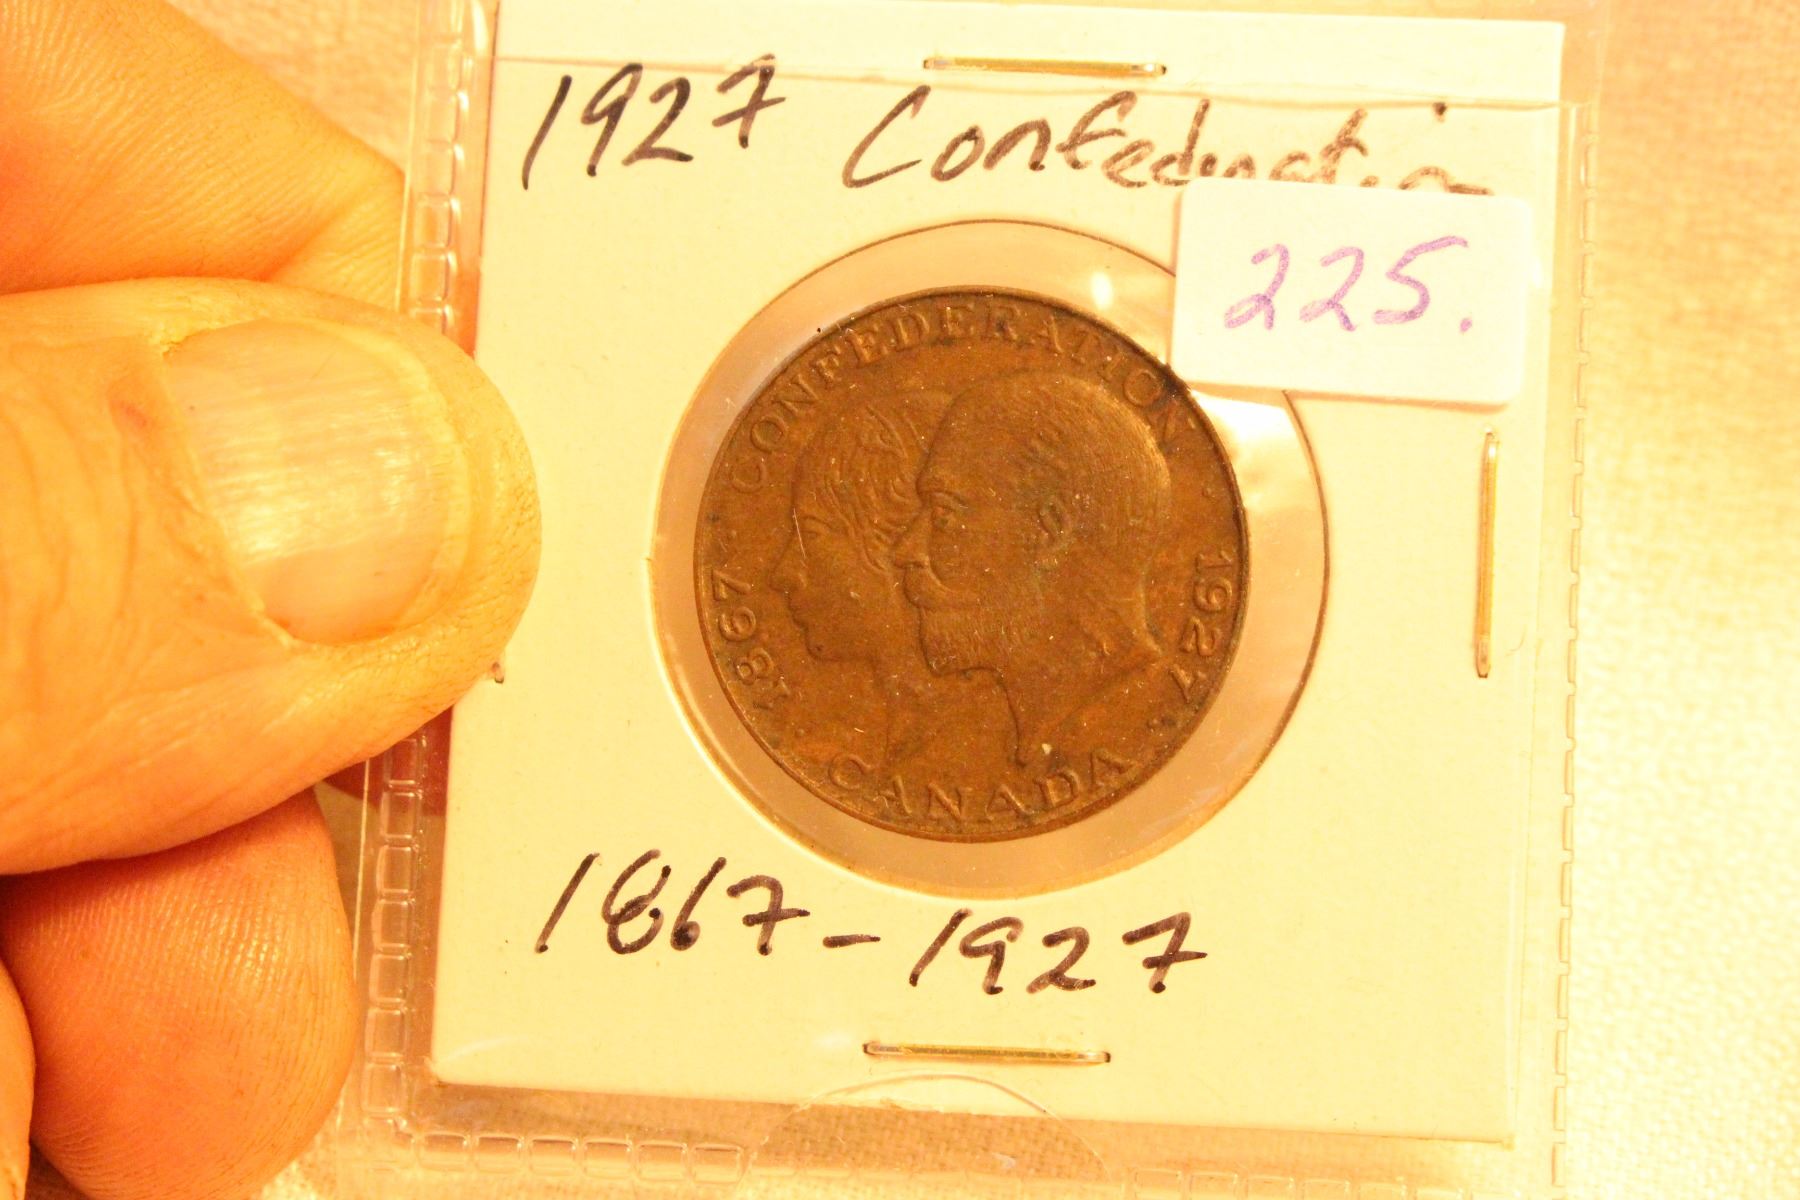 1927 Confederation
225.
CONFEDERATION
1867
1927
CANADA
1867-1927